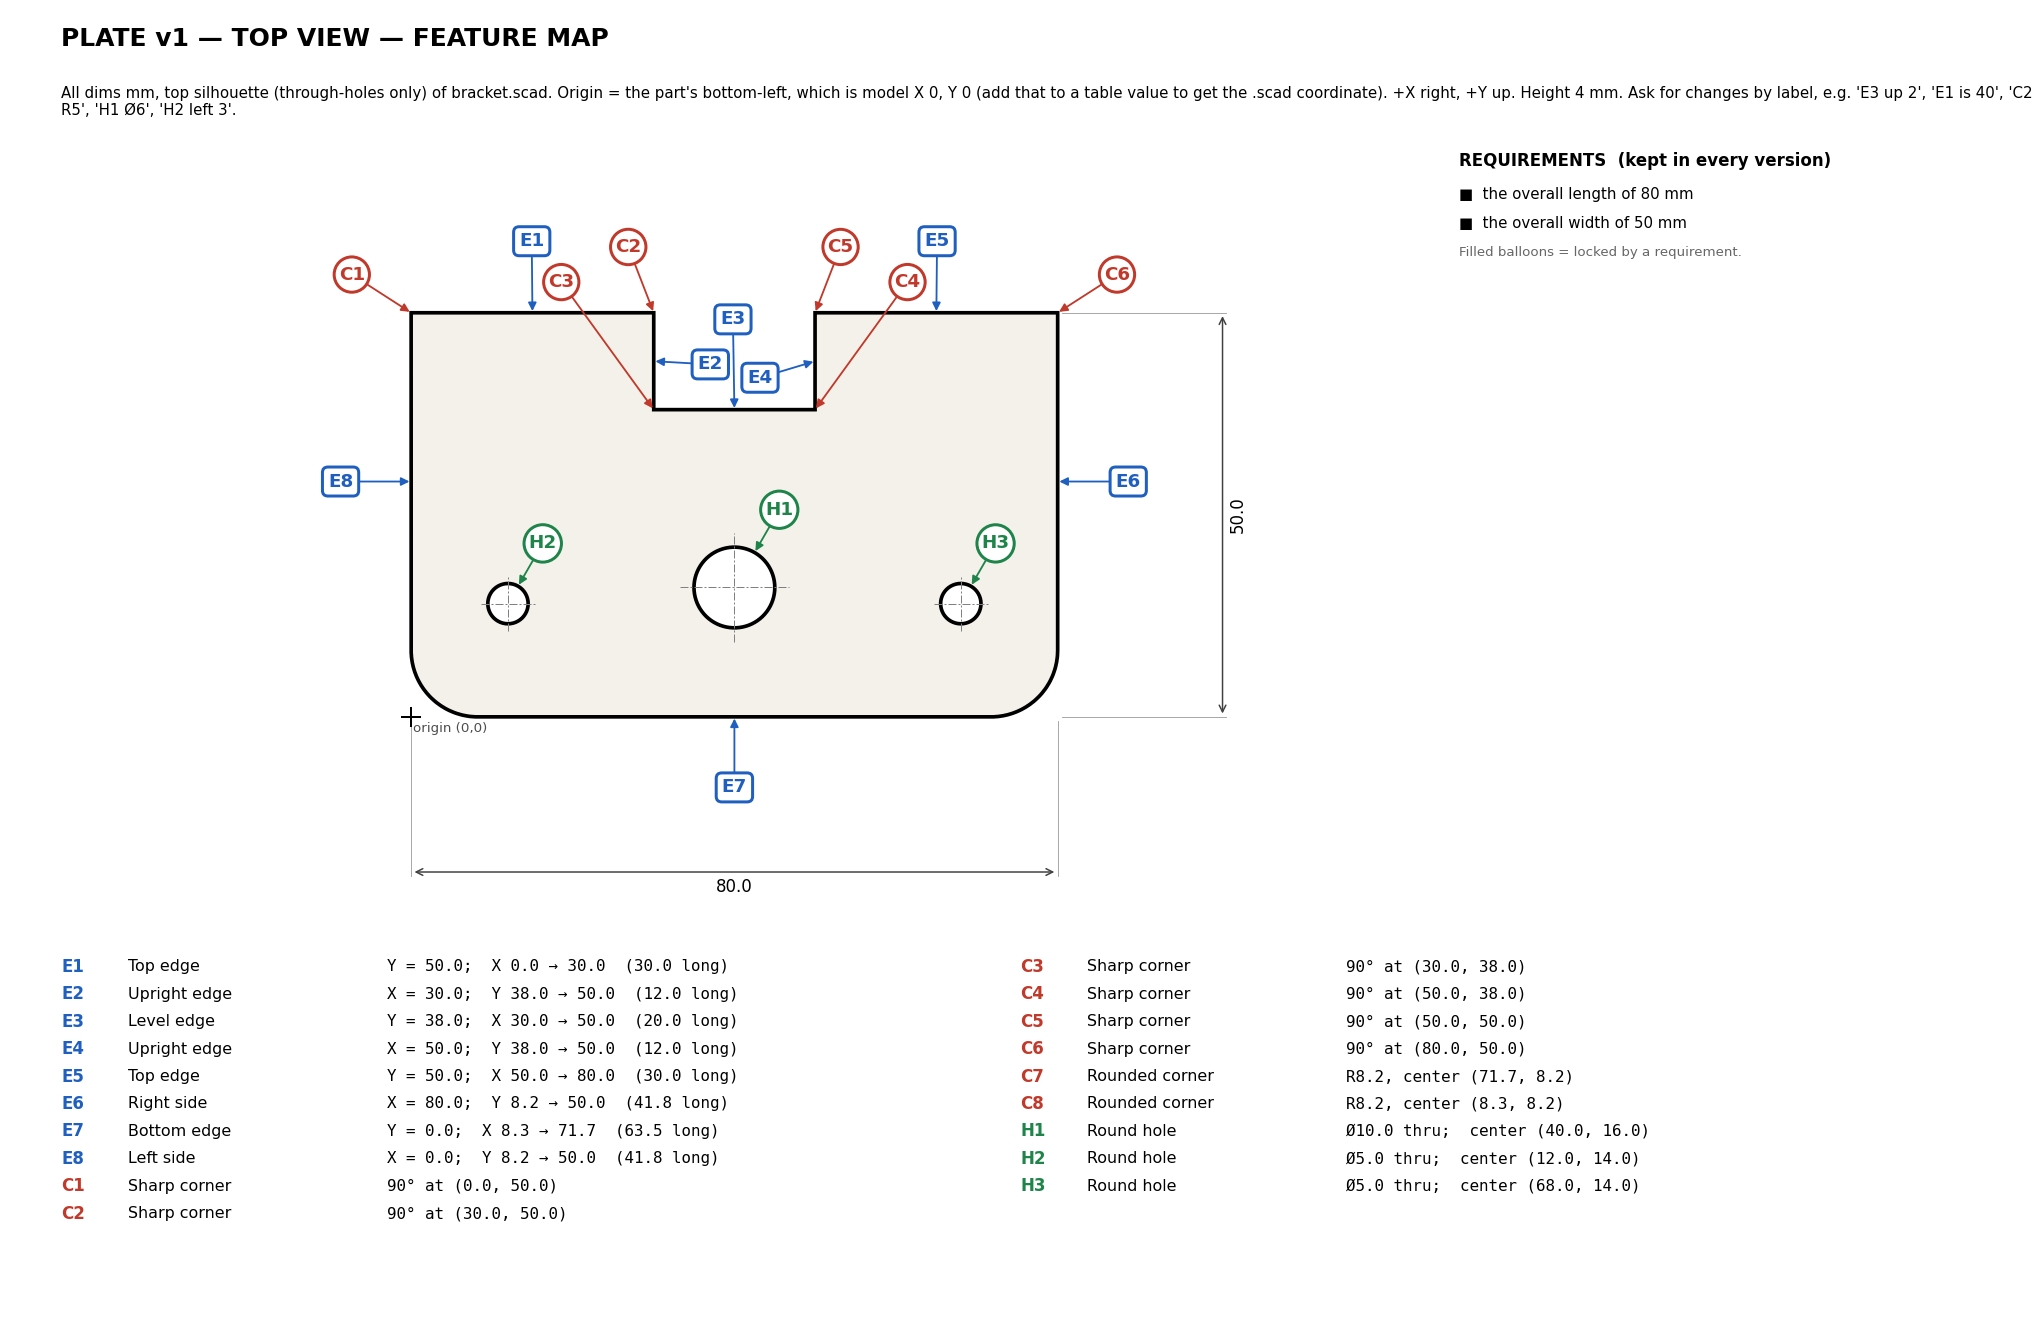 PLATE v1 — TOP VIEW — FEATURE MAP
All dims mm, top silhouette (through-holes only) of bracket.scad. Origin = the part's bottom-left, which is model X 0, Y 0 (add that to a table value to get the .scad coordinate). +X right, +Y up. Height 4 mm. Ask for changes by label, e.g. 'E3 up 2', 'E1 is 40', 'C2
R5', 'H1 Ø6', 'H2 left 3'.
REQUIREMENTS (kept in every version)
■ the overall length of 80 mm
■ the overall width of 50 mm
Filled balloons = locked by a requirement.
E1
C2
C5
E5
C1
C3
C4
C6
E3
E2
E4
E8
E6
H1
H2
H3
50.0
origin (0,0)
E7
80.0
E1 Top edge Y = 50.0; X 0.0 → 30.0 (30.0 long)
E2 Upright edge X = 30.0; Y 38.0 → 50.0 (12.0 long)
E3 Level edge Y = 38.0; X 30.0 → 50.0 (20.0 long)
E4 Upright edge X = 50.0; Y 38.0 → 50.0 (12.0 long)
E5 Top edge Y = 50.0; X 50.0 → 80.0 (30.0 long)
E6 Right side X = 80.0; Y 8.2 → 50.0 (41.8 long)
E7 Bottom edge Y = 0.0; X 8.3 → 71.7 (63.5 long)
E8 Left side X = 0.0; Y 8.2 → 50.0 (41.8 long)
C1 Sharp corner 90° at (0.0, 50.0)
C2 Sharp corner 90° at (30.0, 50.0)
C3 Sharp corner 90° at (30.0, 38.0)
C4 Sharp corner 90° at (50.0, 38.0)
C5 Sharp corner 90° at (50.0, 50.0)
C6 Sharp corner 90° at (80.0, 50.0)
C7 Rounded corner R8.2, center (71.7, 8.2)
C8 Rounded corner R8.2, center (8.3, 8.2)
H1 Round hole Ø10.0 thru; center (40.0, 16.0)
H2 Round hole Ø5.0 thru; center (12.0, 14.0)
H3 Round hole Ø5.0 thru; center (68.0, 14.0)